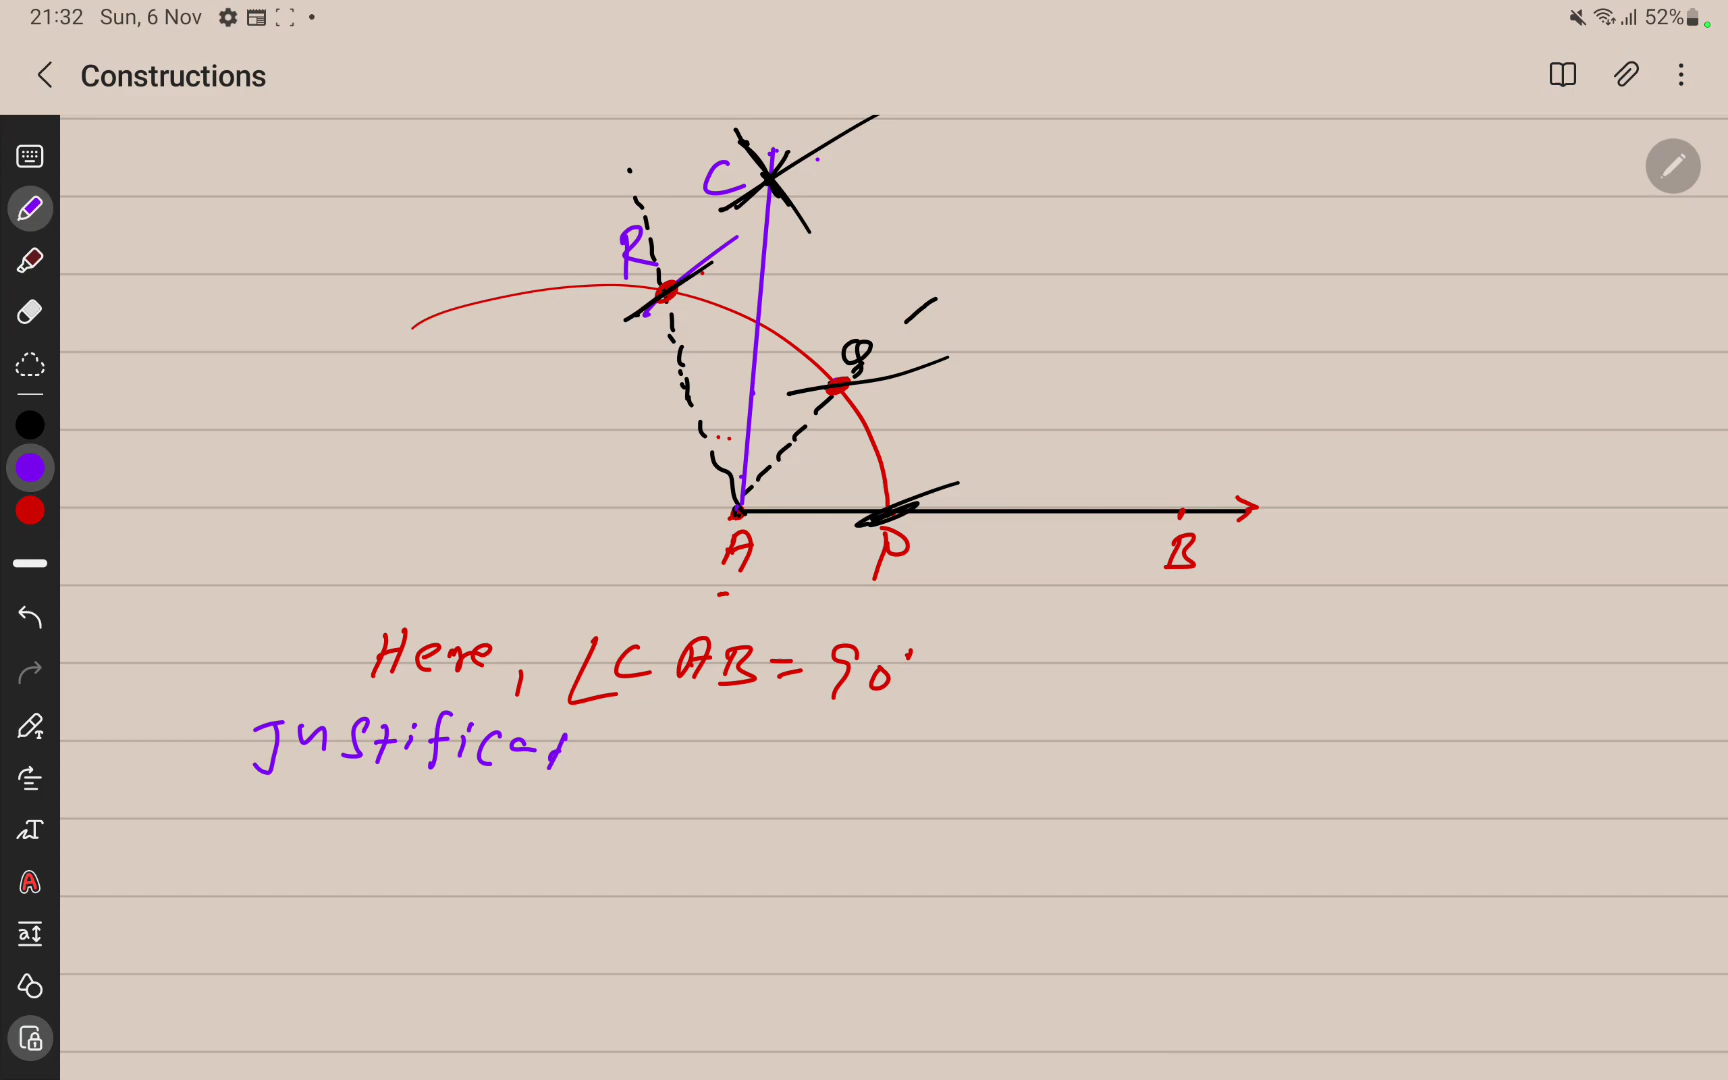 21:32 Sun, 6 Nov 52%
Constructions
C
R
Q
A P B
Here, ∠CAB = 90°
Justificat